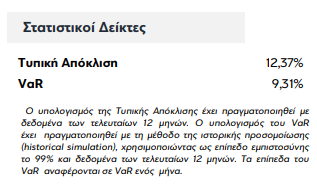 Στατιστικοί Δείκτες
Τυπική Απόκλιση 12,37%
VaR 9,31%
Ο υπολογισμός της Τυπικής Απόκλισης έχει πραγματοποιηθεί με
δεδομένα των τελευταίων 12 μηνών. Ο υπολογισμός του VaR
έχει πραγματοποιηθεί με τη μέθοδο της ιστορικής προσομοίωσης
(historical simulation), χρησιμοποιώντας ως επίπεδο εμπιστοσύνης
το 99% και δεδομένα των τελευταίων 12 μηνών. Τα επίπεδα του
VaR αναφέρονται σε VaR ενός μήνα.